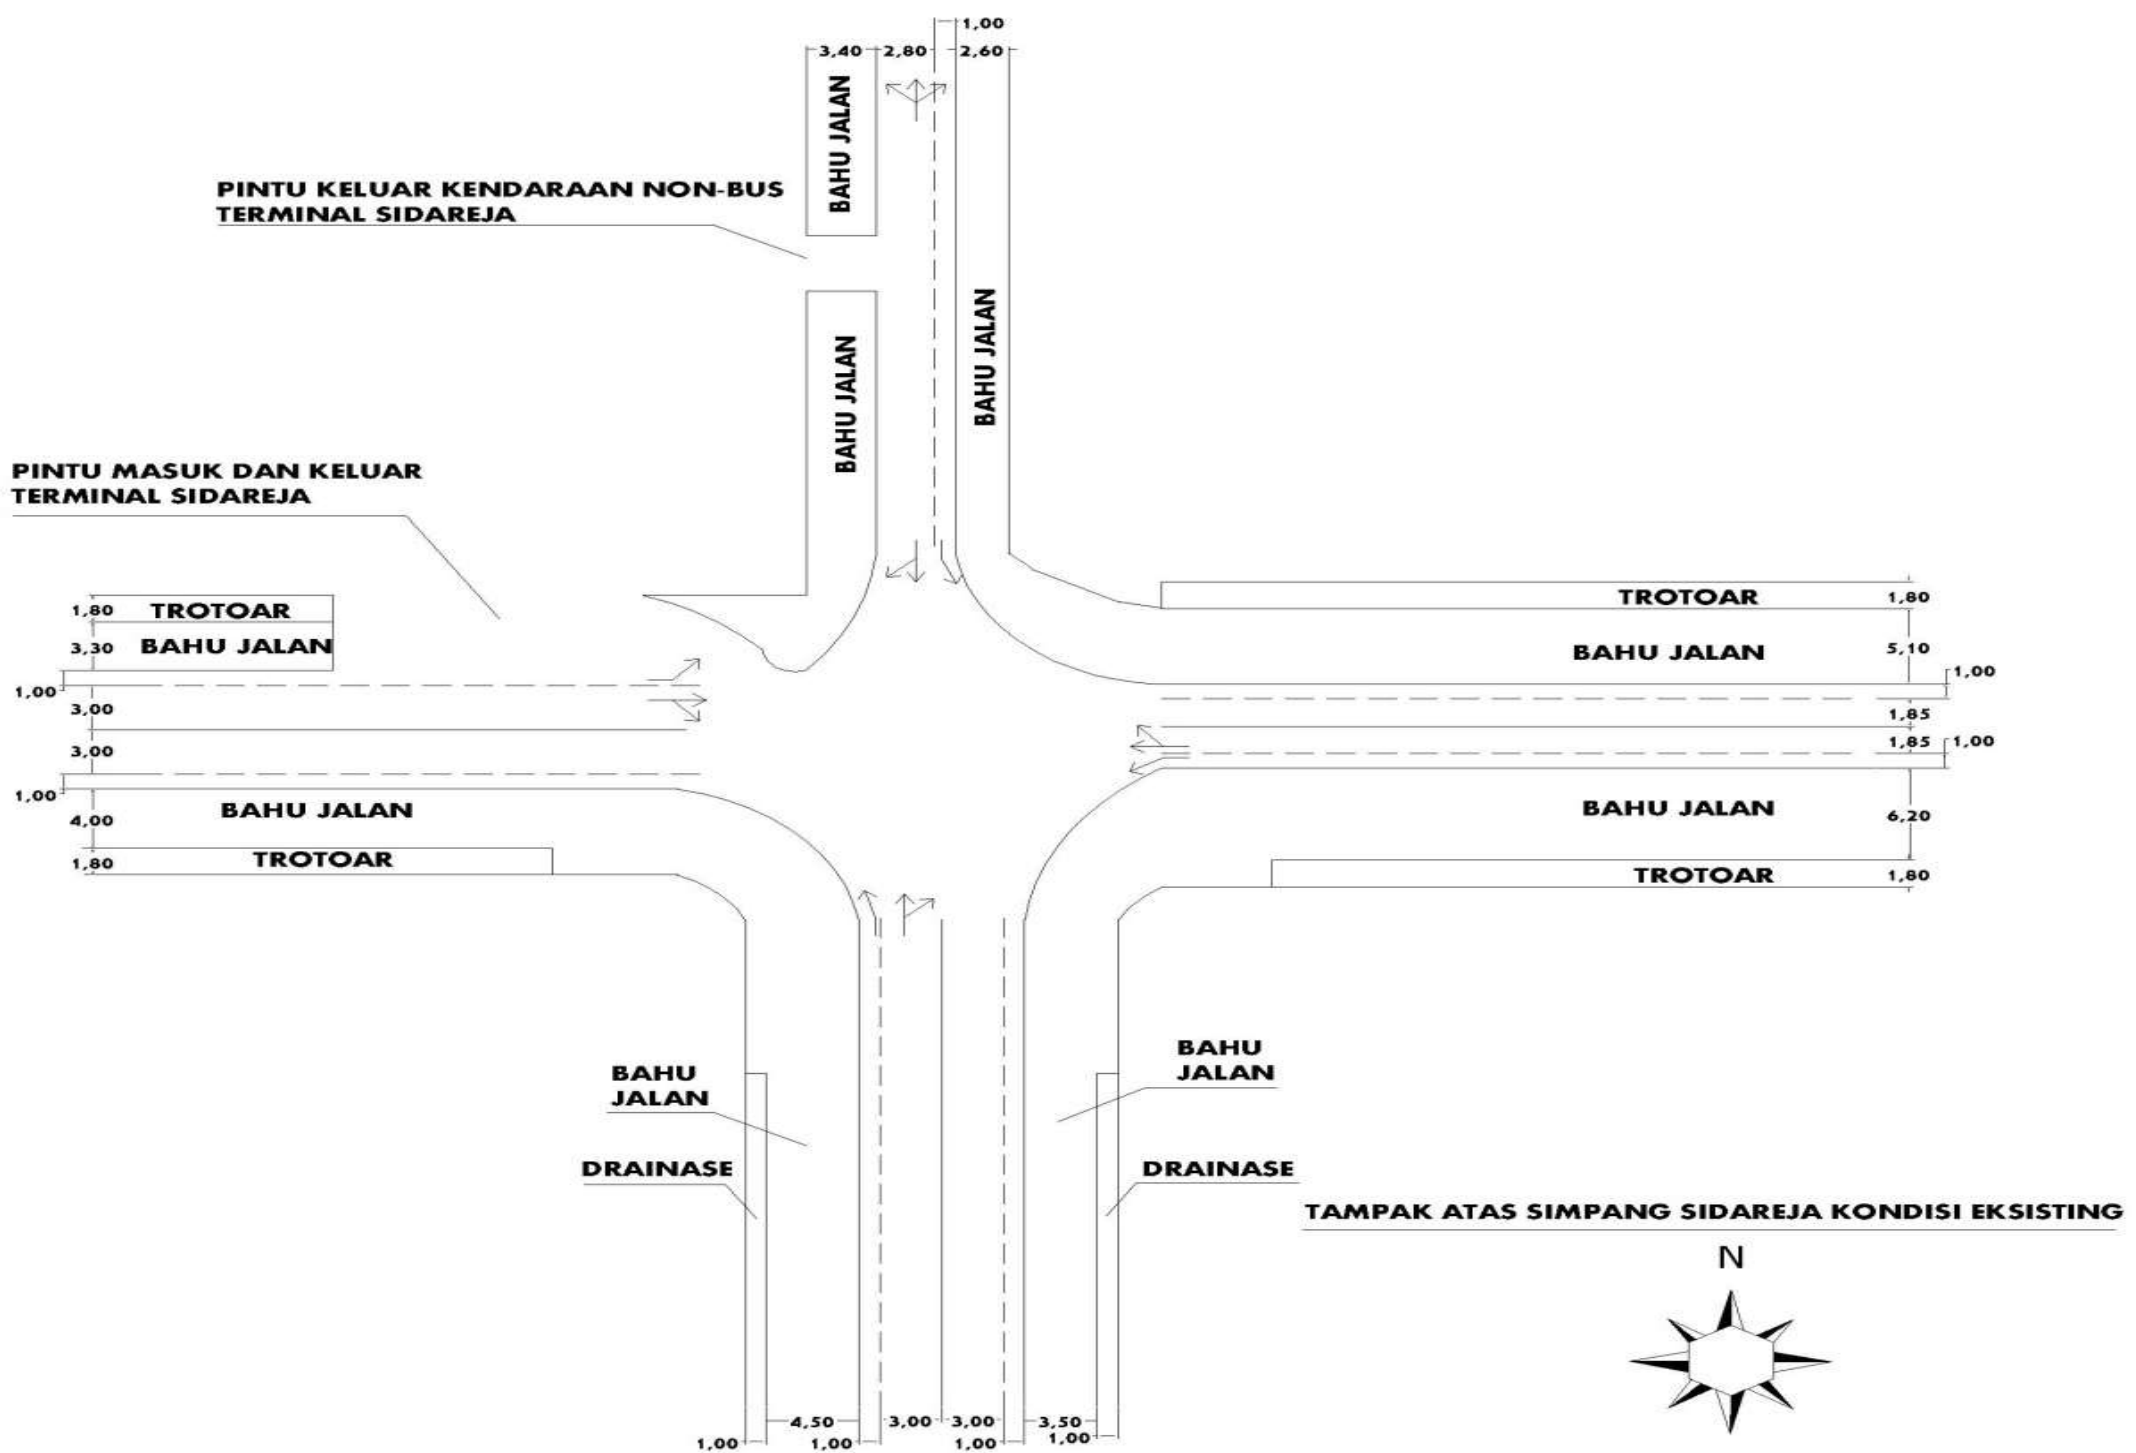 1,00
3,40 2,80 2,60
BAHU JALAN
PINTU KELUAR KENDARAAN NON-BUS
TERMINAL SIDAREJA
BAHU JALAN
BAHU JALAN
PINTU MASUK DAN KELUAR
TERMINAL SIDAREJA
1,80 TROTOAR
3,30 BAHU JALAN
1,00
3,00
3,00
1,00
4,00 BAHU JALAN
1,80 TROTOAR
TROTOAR 1,80
BAHU JALAN 5,10
1,00
1,85
1,85 1,00
BAHU JALAN 6,20
TROTOAR 1,80
BAHU
JALAN
DRAINASE
BAHU
JALAN
DRAINASE
TAMPAK ATAS SIMPANG SIDAREJA KONDISI EKSISTING
N
4,50 3,00 3,00 3,50
1,00 1,00 1,00 1,00